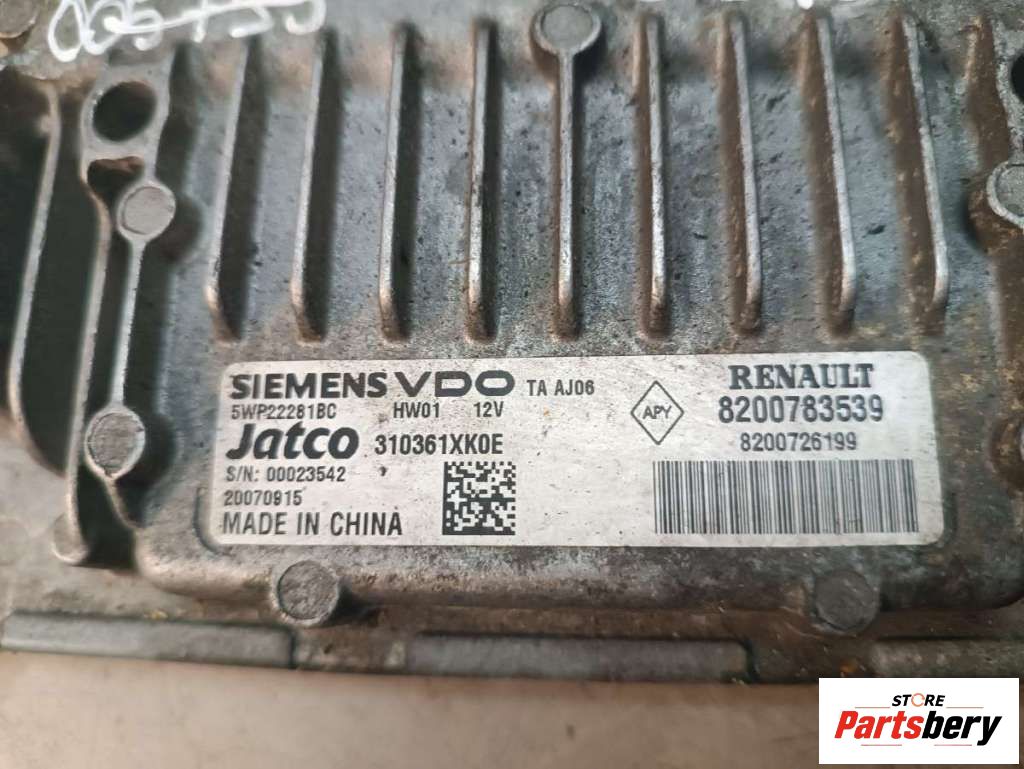 SIEMENS VDO TA AJ06
5WP22281BC HW01 12V
Jatco 310361XK0E
S/N: 00023542
20070915
MADE IN CHINA
APY
RENAULT
8200783539
8200726199
STORE
Partsbery